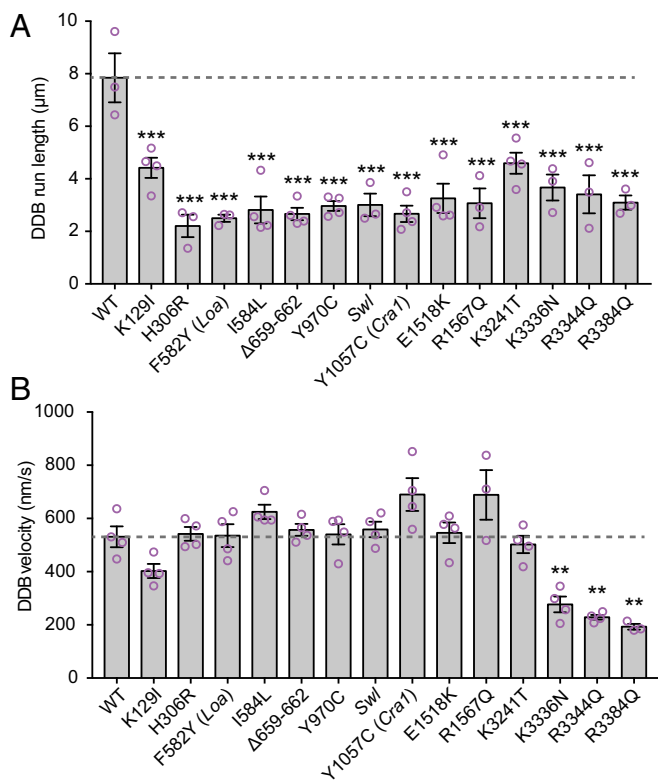 A
DDB run length (μm)
10
8
6
4
2
0
***
***
***
***
***
***
***
***
***
***
***
***
***
***
WT
K129I
H306R
F582Y (Loa)
I584L
Δ659-662
Y970C
Swl
Y1057C (Cra1)
E1518K
R1567Q
K3241T
K3336N
R3344Q
R3384Q
B
DDB velocity (nm/s)
1000
800
600
400
200
0
**
**
**
WT
K129I
H306R
F582Y (Loa)
I584L
Δ659-662
Y970C
Swl
Y1057C (Cra1)
E1518K
R1567Q
K3241T
K3336N
R3344Q
R3384Q